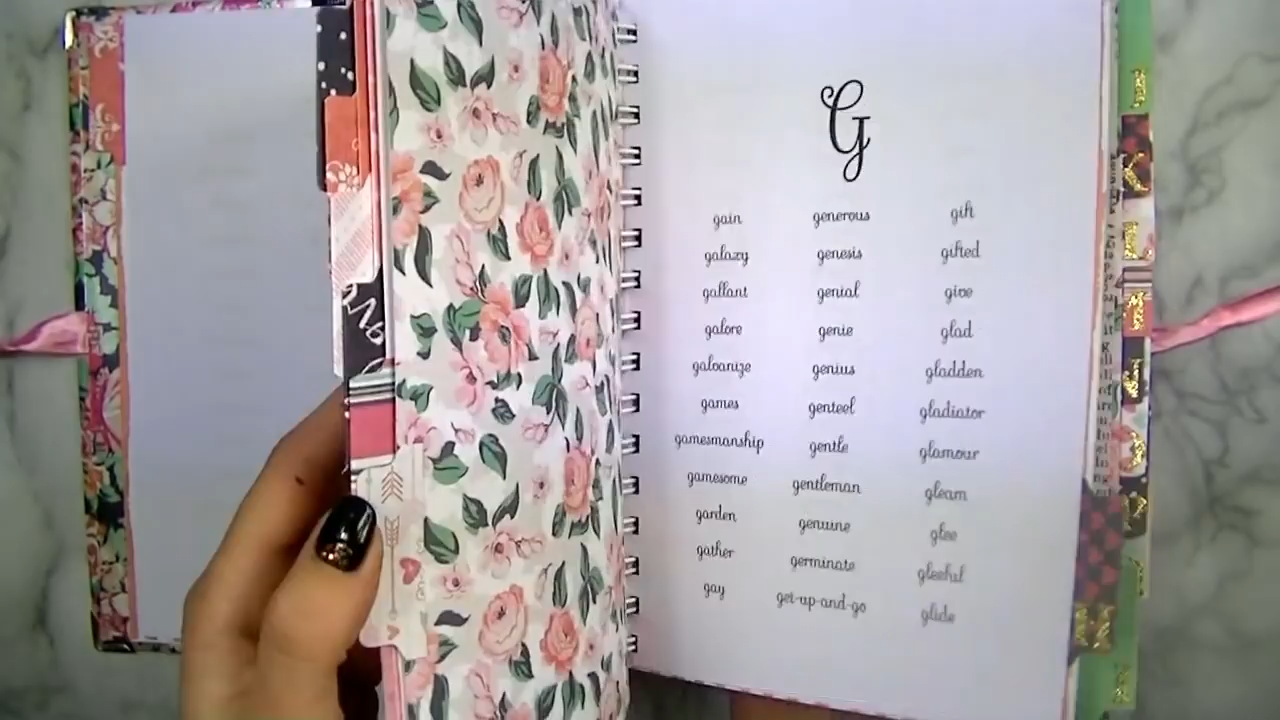 G
gain generous gift
galaxy genesis gifted
gallant genial give
galore genie glad
galvanize genius gladden
games genteel gladiator
gamesmanship gentle glamour
gamesome gentleman gleam
garden genuine glee
gather germinate gleeful
gay get-up-and-go glide